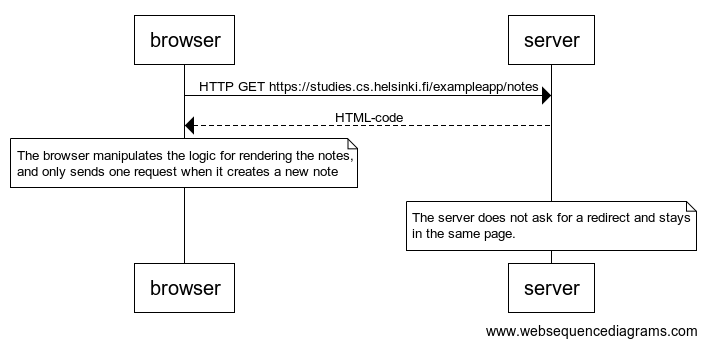 browser
server
HTTP GET https://studies.cs.helsinki.fi/exampleapp/notes
HTML-code
The browser manipulates the logic for rendering the notes,
and only sends one request when it creates a new note
The server does not ask for a redirect and stays
in the same page.
browser
server
www.websequencediagrams.com